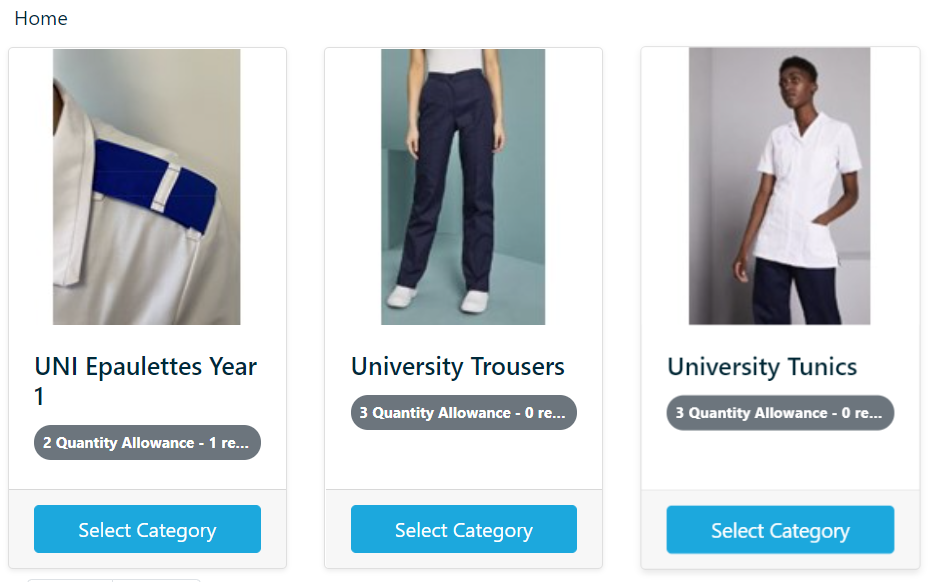 Home
UNI Epaulettes Year
1
2 Quantity Allowance - 1 re...
Select Category
University Trousers
3 Quantity Allowance - 0 re...
Select Category
University Tunics
3 Quantity Allowance - 0 re...
Select Category